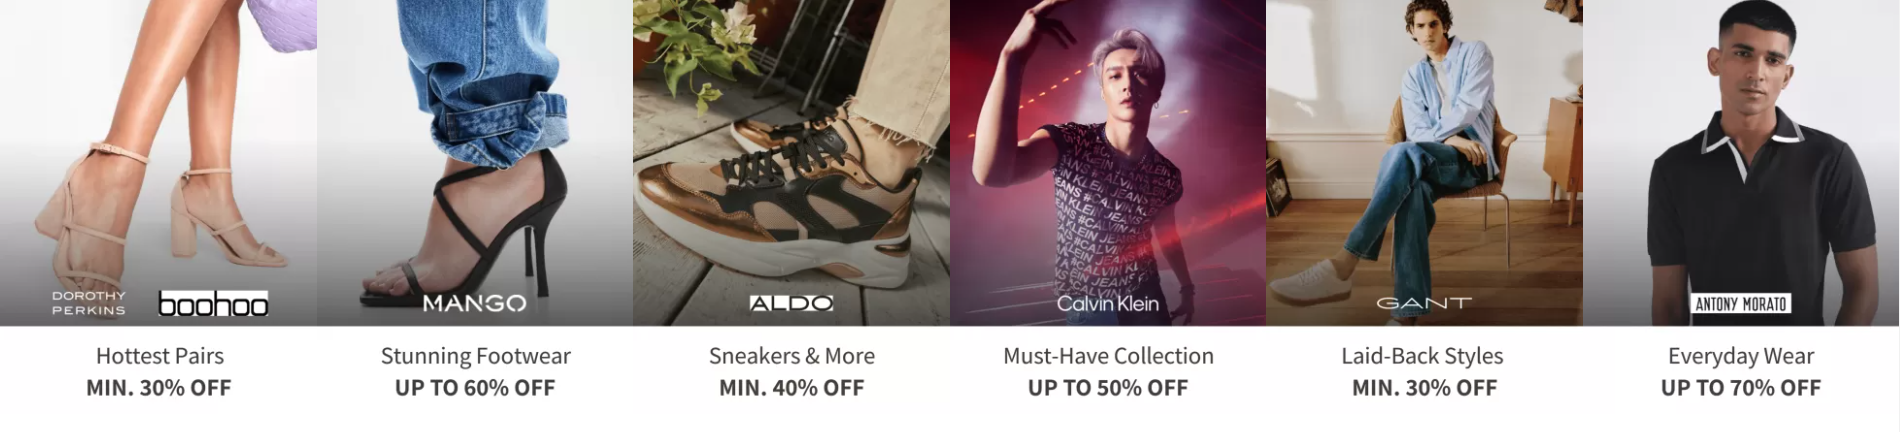 DOROTHY
PERKINS
boohoo
Hottest Pairs
MIN. 30% OFF
MANGO
Stunning Footwear
UP TO 60% OFF
ALDO
Sneakers & More
MIN. 40% OFF
Calvin Klein
Must-Have Collection
UP TO 50% OFF
GANT
Laid-Back Styles
MIN. 30% OFF
ANTONY MORATO
Everyday Wear
UP TO 70% OFF